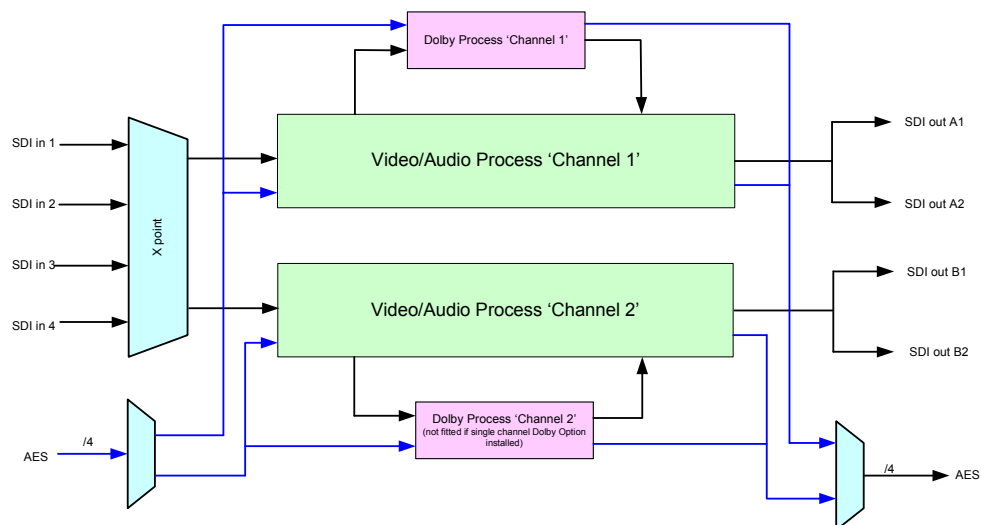 Dolby Process ‘Channel 1’
SDI in 1
SDI in 2
SDI in 3
SDI in 4
X point
Video/Audio Process ‘Channel 1’
SDI out A1
SDI out A2
Video/Audio Process ‘Channel 2’
SDI out B1
SDI out B2
Dolby Process ‘Channel 2’
(not fitted if single channel Dolby Option
installed)
/4
AES
/4
AES